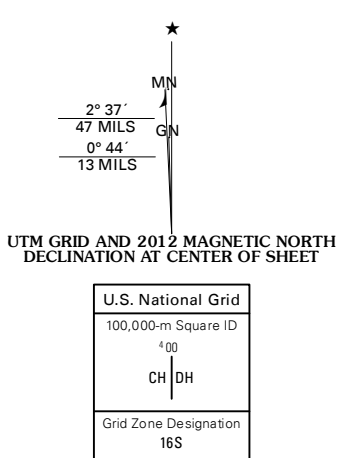 ★
MN
2° 37´
47 MILS
GN
0° 44´
13 MILS
UTM GRID AND 2012 MAGNETIC NORTH
DECLINATION AT CENTER OF SHEET
U.S. National Grid
100,000-m Square ID
⁴00
CH DH
Grid Zone Designation
16S